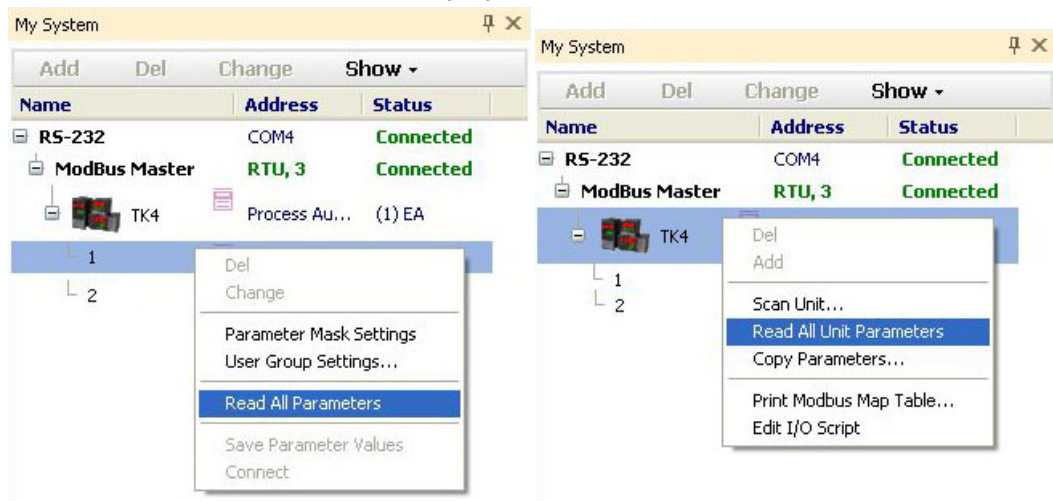 My System
Add Del Change Show
Name Address Status
RS-232 COM4 Connected
ModBus Master RTU, 3 Connected
TK4 Process Au... (1) EA
1
2
Del
Change
Parameter Mask Settings
User Group Settings...
Read All Parameters
Save Parameter Values
Connect
My System
Add Del Change Show
Name Address Status
RS-232 COM4 Connected
ModBus Master RTU, 3 Connected
TK4
1
2
Del
Add
Scan Unit...
Read All Unit Parameters
Copy Parameters...
Print Modbus Map Table...
Edit I/O Script